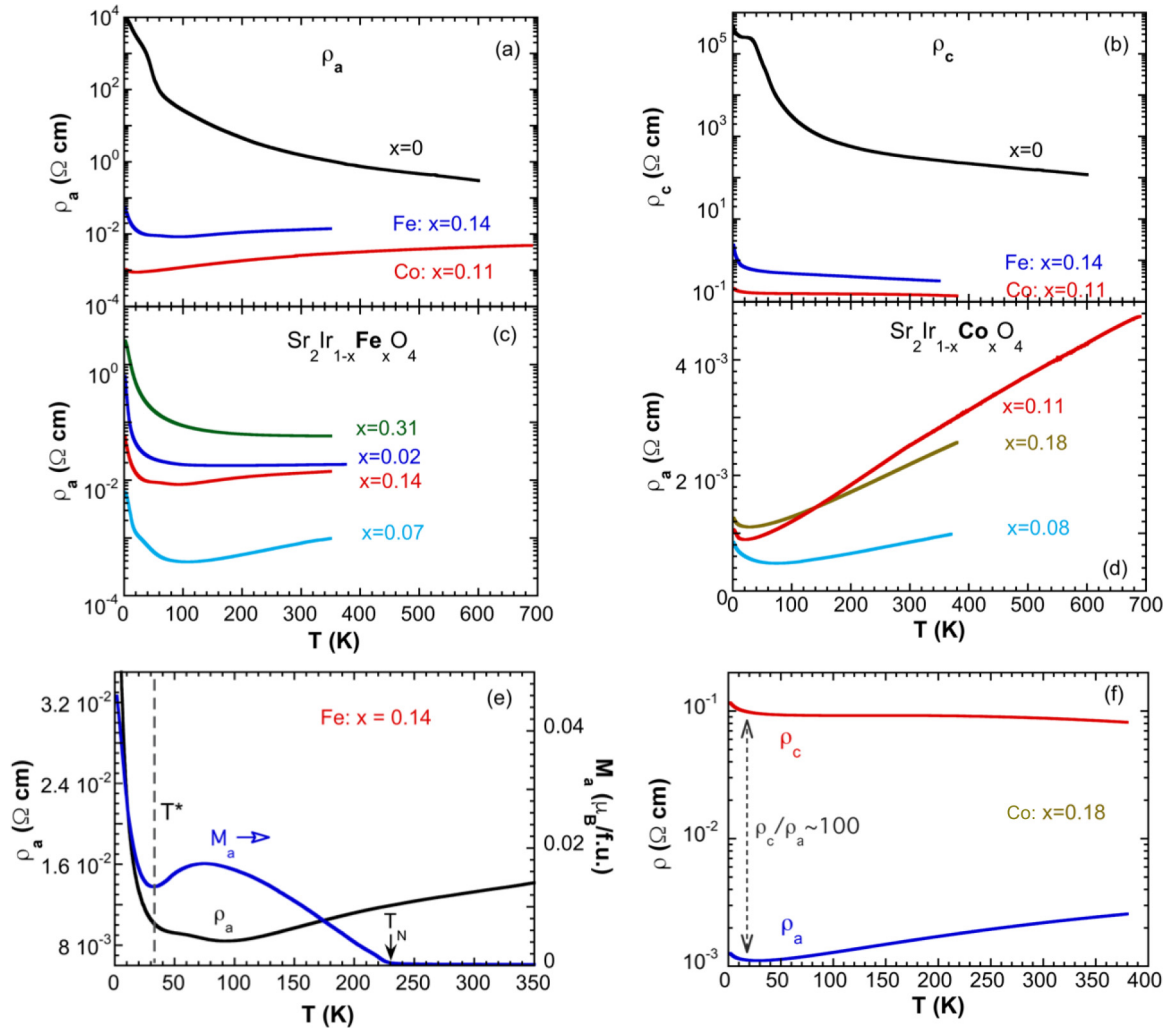 (a)
ρa
10^4
10^2
10^0
10^-2
10^-4
ρa (Ω cm)
x=0
Fe: x=0.14
Co: x=0.11
(b)
ρc
10^5
10^3
10^1
10^-1
ρc (Ω cm)
x=0
Fe: x=0.14
Co: x=0.11
(c)
Sr2Ir1-xFexO4
10^0
10^-2
10^-4
ρa (Ω cm)
x=0.31
x=0.02
x=0.14
x=0.07
0 100 200 300 400 500 600 700
T (K)
Sr2Ir1-xCoxO4
4 10^-3
2 10^-3
0
ρa (Ω cm)
x=0.11
x=0.18
x=0.08
(d)
0 100 200 300 400 500 600 700
T (K)
(e)
Fe: x = 0.14
3.2 10^-2
2.4 10^-2
1.6 10^-2
8 10^-3
ρa (Ω cm)
T*
Ma
ρa
TN
0.04
0.02
0
Ma (μB/f.u.)
0 50 100 150 200 250 300 350
T (K)
(f)
10^-1
10^-2
10^-3
ρ (Ω cm)
ρc
ρc/ρa~100
Co: x=0.18
ρa
0 100 200 300 400
T (K)